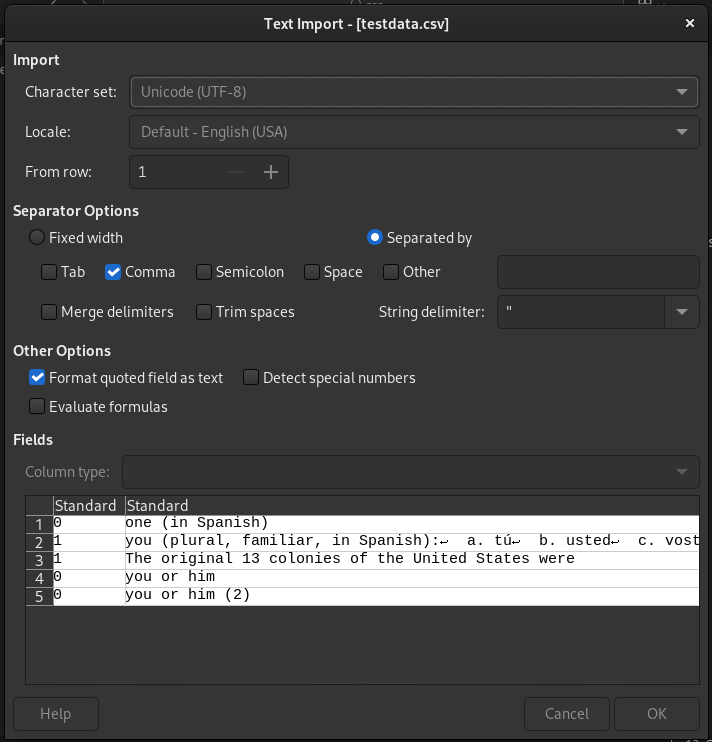 Text Import - [testdata.csv]
Import
Character set: Unicode (UTF-8)
Locale: Default - English (USA)
From row: 1
Separator Options
Fixed width Separated by
Tab Comma Semicolon Space Other
Merge delimiters Trim spaces String delimiter: "
Other Options
Format quoted field as text Detect special numbers
Evaluate formulas
Fields
Column type:
Standard Standard
1 0 one (in Spanish)
2 1 you (plural, familiar, in Spanish):↵ a. tú↵ b. usted↵ c. vost
3 1 The original 13 colonies of the United States were
4 0 you or him
5 0 you or him (2)
Help Cancel OK